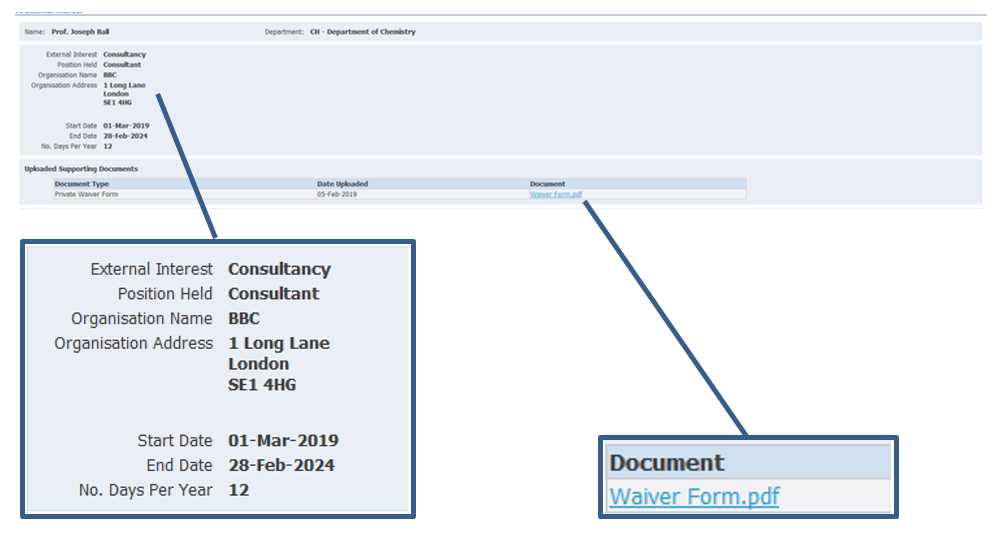 Name: Prof. Joseph Ball Department: CH - Department of Chemistry
External Interest Consultancy
Position Held Consultant
Organisation Name BBC
Organisation Address 1 Long Lane
London
SE1 4HG
Start Date 01-Mar-2019
End Date 28-Feb-2024
No. Days Per Year 12
Uploaded Supporting Documents
Document Type Date Uploaded Document
Private Waiver Form 05-Feb-2019 Waiver Form.pdf
External Interest Consultancy
Position Held Consultant
Organisation Name BBC
Organisation Address 1 Long Lane
London
SE1 4HG
Start Date 01-Mar-2019
End Date 28-Feb-2024
No. Days Per Year 12
Document
Waiver Form.pdf